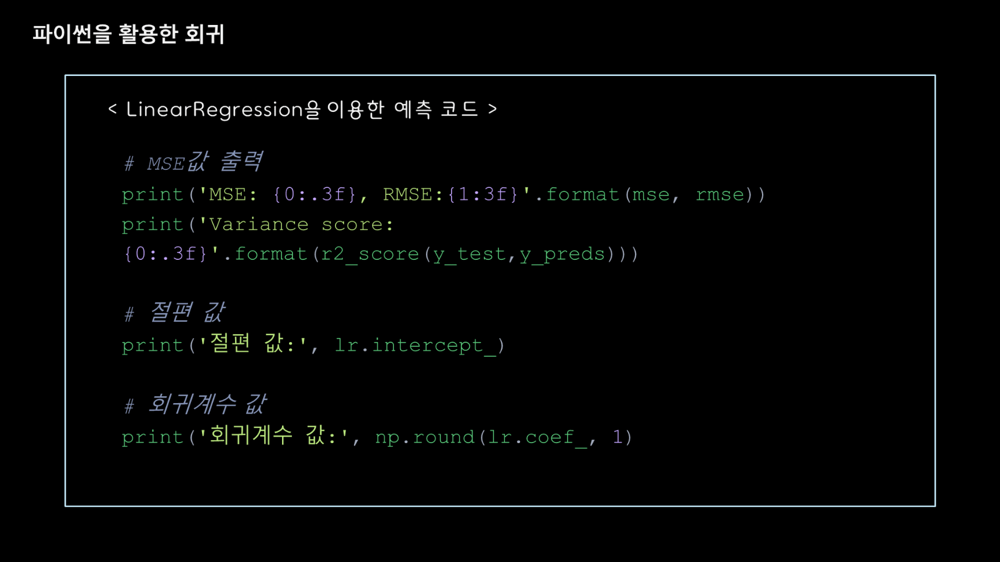 파이썬을 활용한 회귀
< LinearRegression을 이용한 예측 코드 >
# MSE값 출력
print('MSE: {0:.3f}, RMSE:{1:3f}'.format(mse, rmse))
print('Variance score:
{0:.3f}'.format(r2_score(y_test,y_preds)))
# 절편 값
print('절편 값:', lr.intercept_)
# 회귀계수 값
print('회귀계수 값:', np.round(lr.coef_, 1)